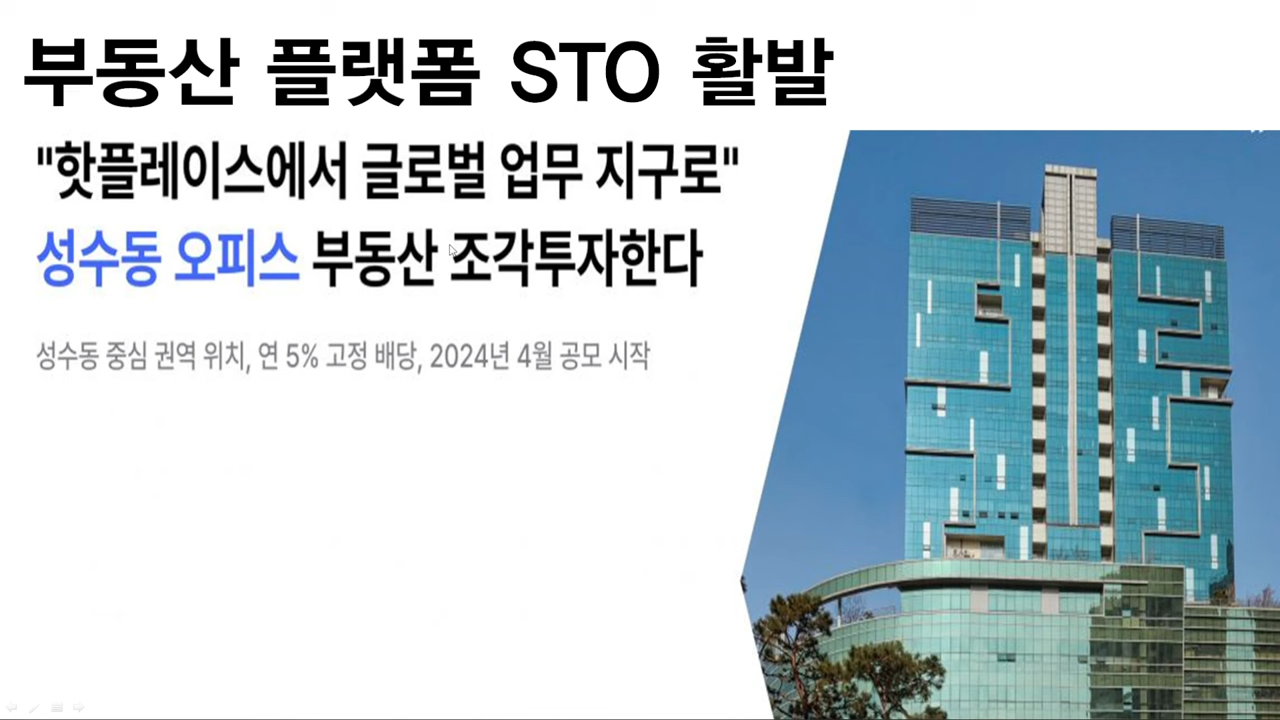 부동산 플랫폼 STO 활발
"핫플레이스에서 글로벌 업무 지구로"
성수동 오피스 부동산 조각투자한다
성수동 중심 권역 위치, 연 5% 고정 배당, 2024년 4월 공모 시작